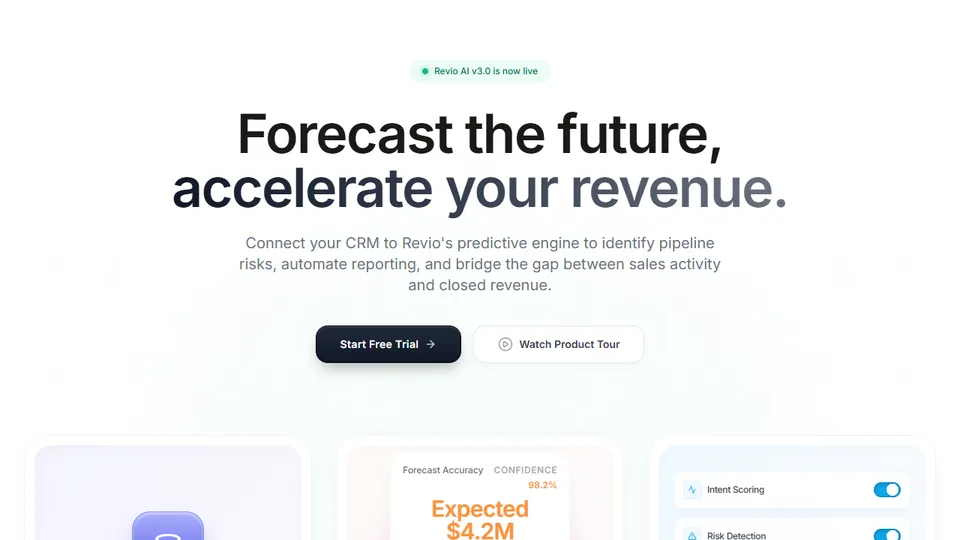 Revio AI v3.0 is now live
Forecast the future,
accelerate your revenue.
Connect your CRM to Revio's predictive engine to identify pipeline
risks, automate reporting, and bridge the gap between sales activity
and closed revenue.
Start Free Trial
Watch Product Tour
Forecast Accuracy CONFIDENCE
98.2%
Expected
$4.2M
Intent Scoring
Risk Detection